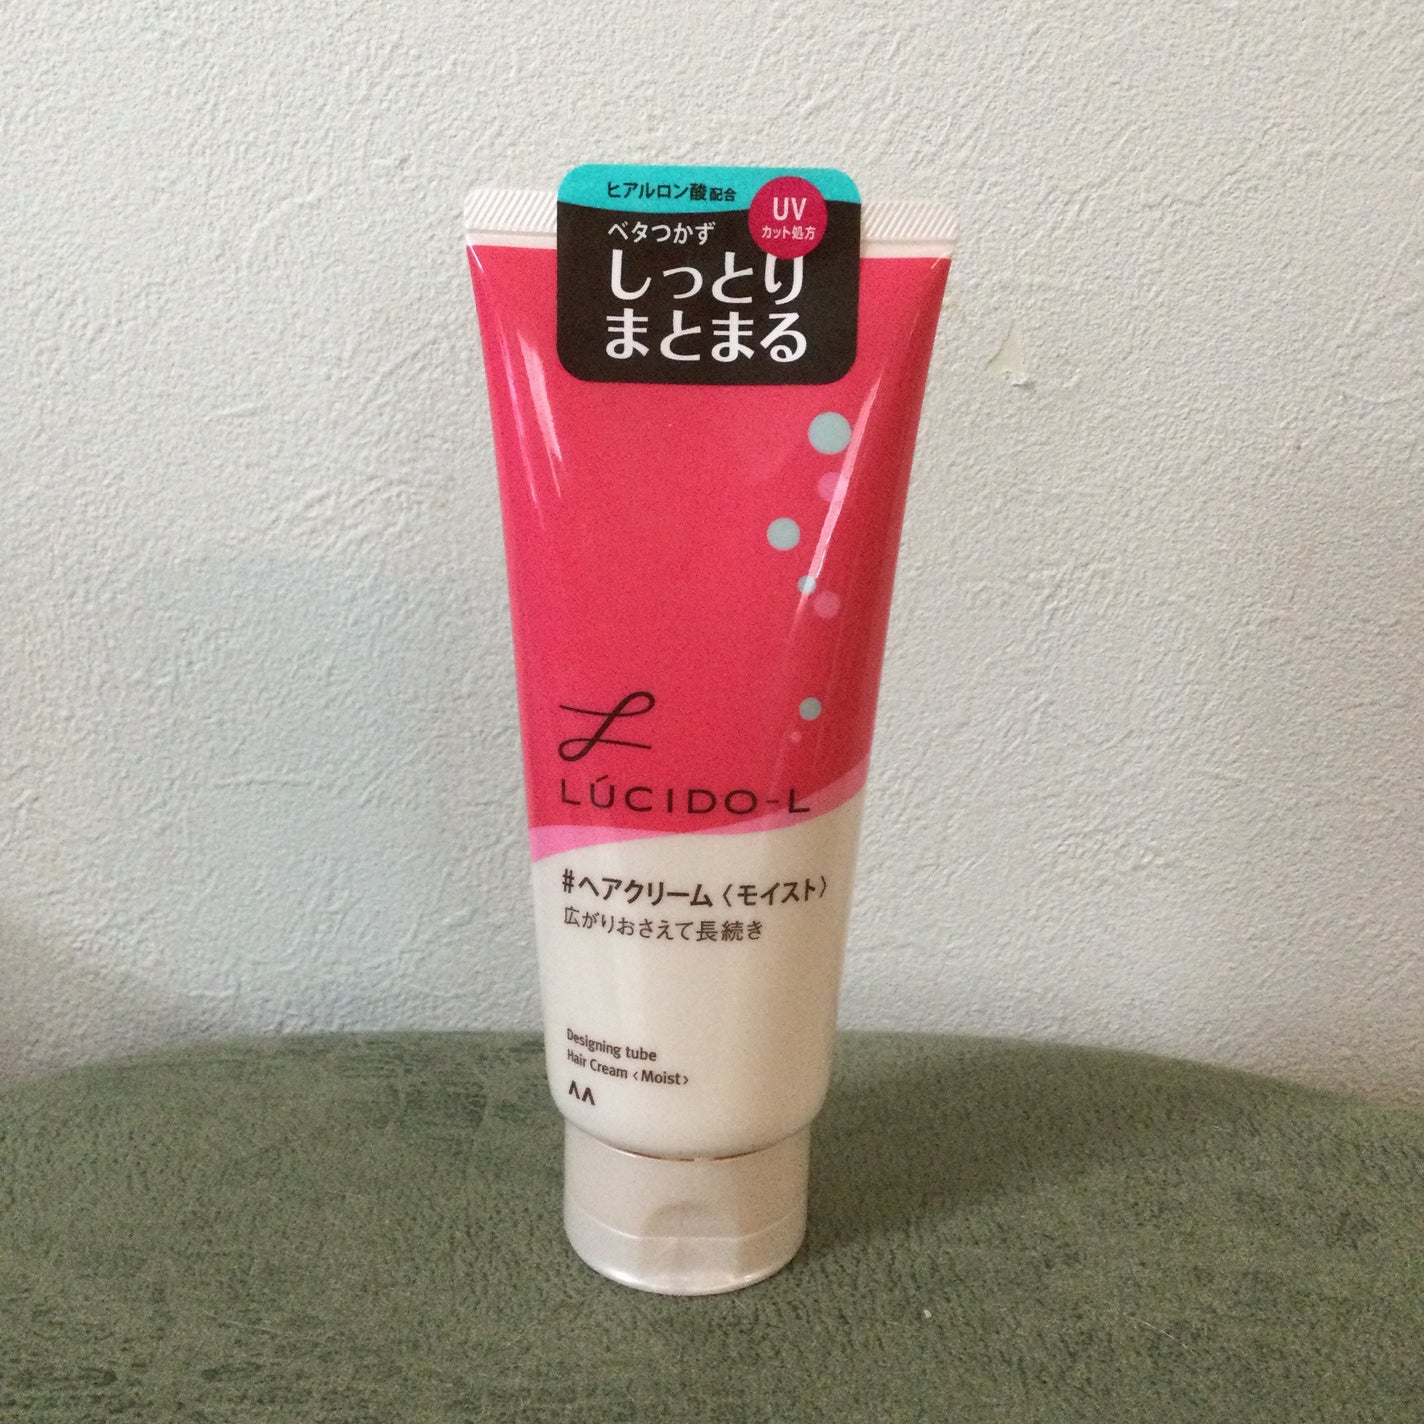 ヒアルロン酸配合
UV
カット処方
ベタつかず
しっとり
まとまる
LÚCIDO-L
#ヘアクリーム〈モイスト〉
広がりおさえて長続き
Designing tube
Hair Cream <Moist>